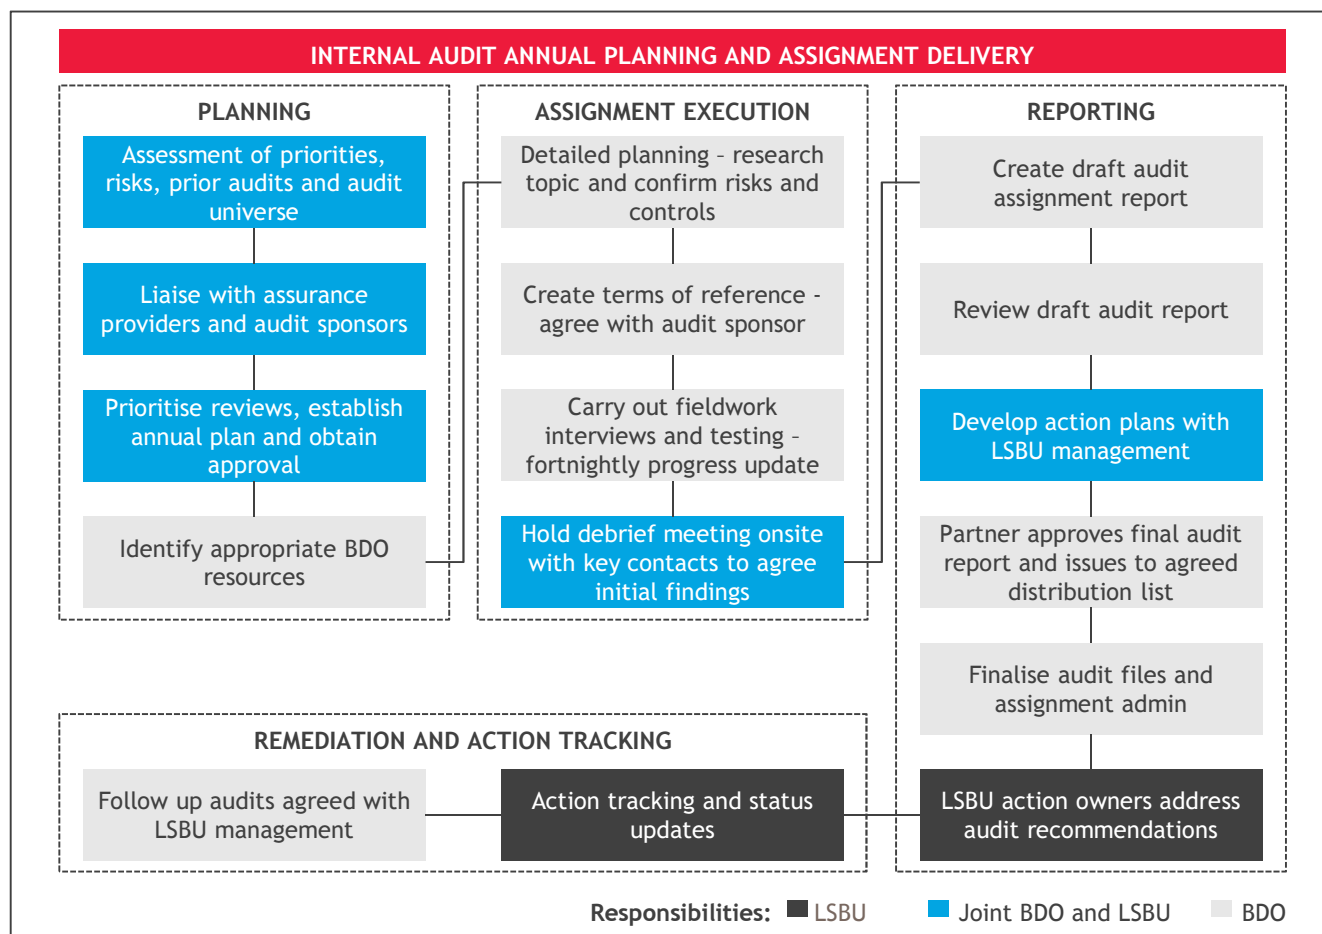 INTERNAL AUDIT ANNUAL PLANNING AND ASSIGNMENT DELIVERY
PLANNING
Assessment of priorities,
risks, prior audits and audit
universe
Liaise with assurance
providers and audit sponsors
Prioritise reviews, establish
annual plan and obtain
approval
Identify appropriate BDO
resources
ASSIGNMENT EXECUTION
Detailed planning – research
topic and confirm risks and
controls
Create terms of reference -
agree with audit sponsor
Carry out fieldwork
interviews and testing –
fortnightly progress update
Hold debrief meeting onsite
with key contacts to agree
initial findings
REPORTING
Create draft audit
assignment report
Review draft audit report
Develop action plans with
LSBU management
Partner approves final audit
report and issues to agreed
distribution list
Finalise audit files and
assignment admin
LSBU action owners address
audit recommendations
REMEDIATION AND ACTION TRACKING
Action tracking and status
updates
Follow up audits agreed with
LSBU management
Responsibilities: LSBU Joint BDO and LSBU BDO